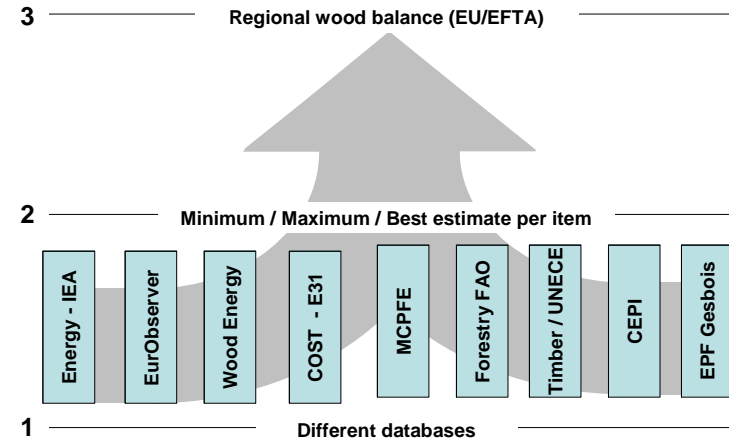 3 Regional wood balance (EU/EFTA)
2 Minimum / Maximum / Best estimate per item
Energy - IEA
EurObserver
Wood Energy
COST - E31
MCPFE
Forestry FAO
Timber / UNECE
CEPI
EPF Gesbois
1 Different databases